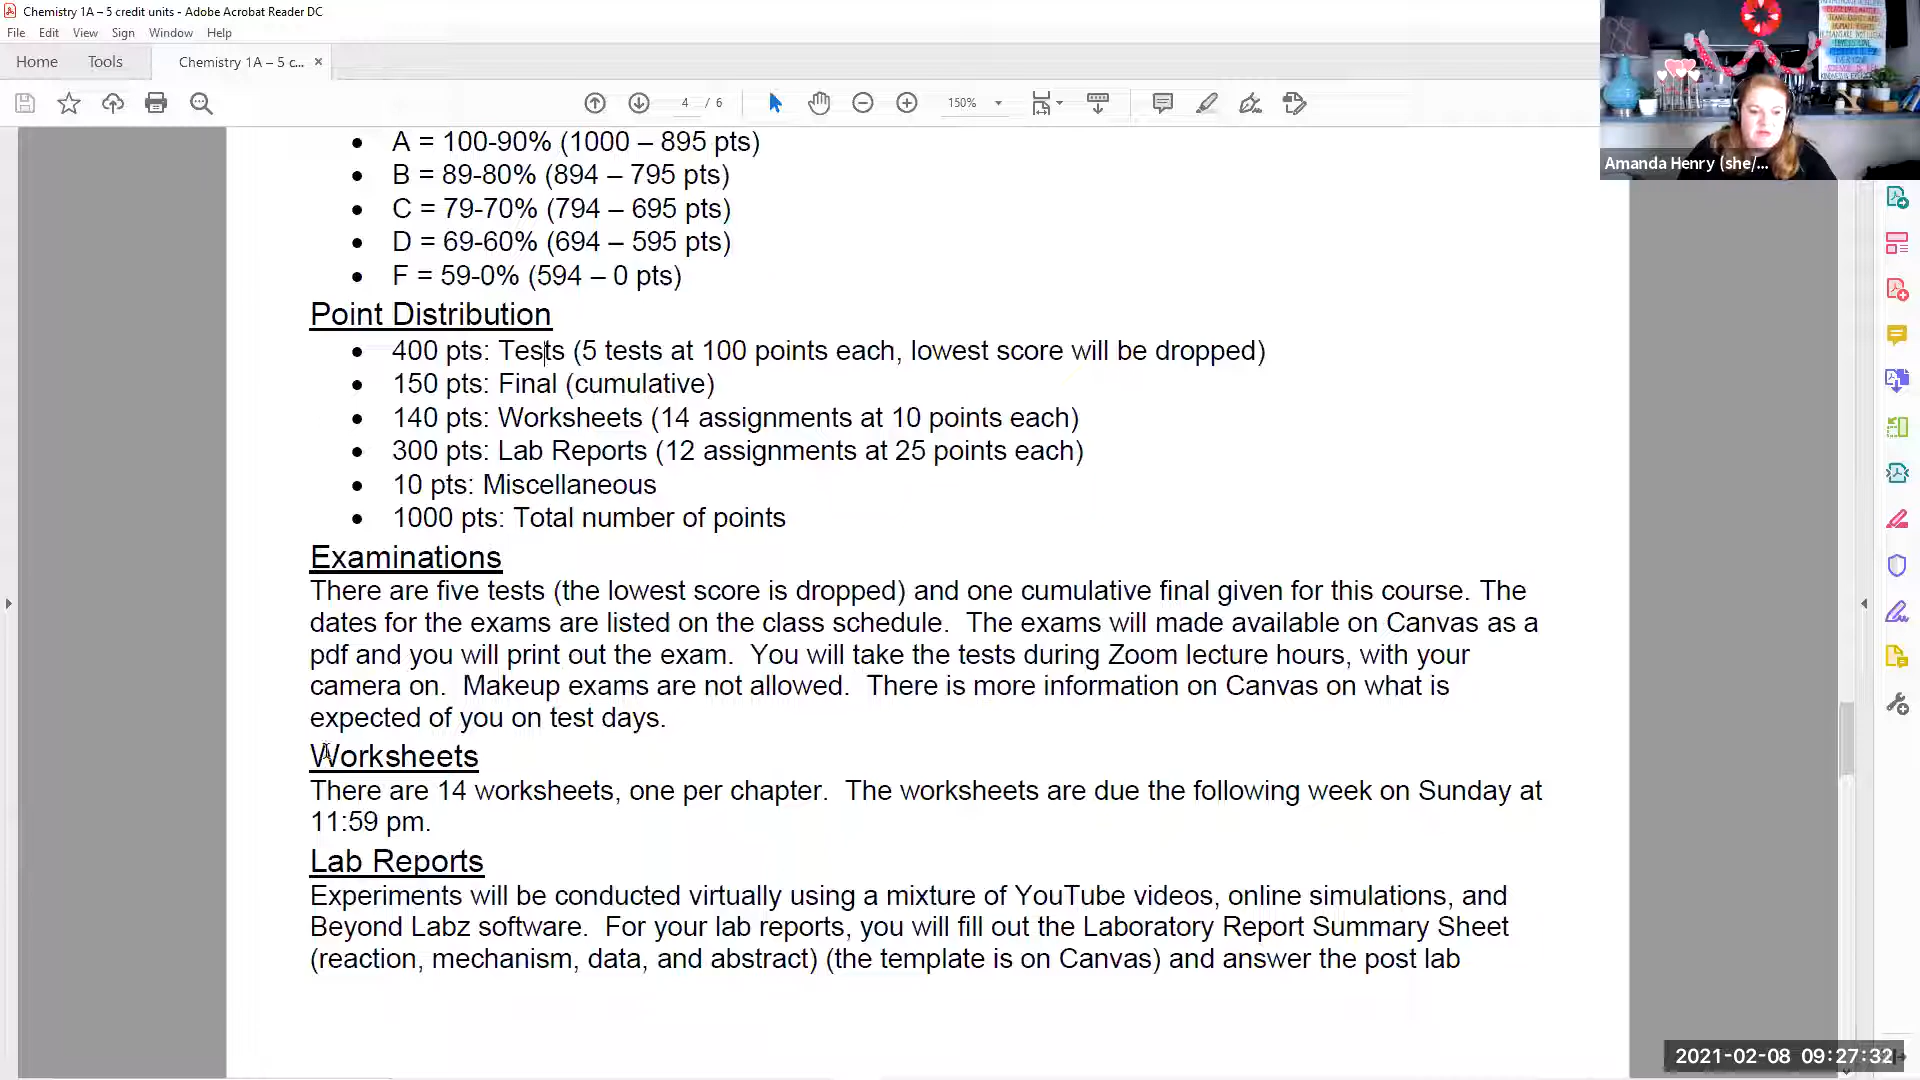 Chemistry 1A – 5 credit units - Adobe Acrobat Reader DC
File Edit View Sign Window Help
Home Tools Chemistry 1A – 5 c... ×
4 / 6 150%
Amanda Henry (she/...
• A = 100-90% (1000 – 895 pts)
• B = 89-80% (894 – 795 pts)
• C = 79-70% (794 – 695 pts)
• D = 69-60% (694 – 595 pts)
• F = 59-0% (594 – 0 pts)
Point Distribution
• 400 pts: Tests (5 tests at 100 points each, lowest score will be dropped)
• 150 pts: Final (cumulative)
• 140 pts: Worksheets (14 assignments at 10 points each)
• 300 pts: Lab Reports (12 assignments at 25 points each)
• 10 pts: Miscellaneous
• 1000 pts: Total number of points
Examinations
There are five tests (the lowest score is dropped) and one cumulative final given for this course. The
dates for the exams are listed on the class schedule. The exams will made available on Canvas as a
pdf and you will print out the exam. You will take the tests during Zoom lecture hours, with your
camera on. Makeup exams are not allowed. There is more information on Canvas on what is
expected of you on test days.
Worksheets
There are 14 worksheets, one per chapter. The worksheets are due the following week on Sunday at
11:59 pm.
Lab Reports
Experiments will be conducted virtually using a mixture of YouTube videos, online simulations, and
Beyond Labz software. For your lab reports, you will fill out the Laboratory Report Summary Sheet
(reaction, mechanism, data, and abstract) (the template is on Canvas) and answer the post lab
2021-02-08 09:27:32